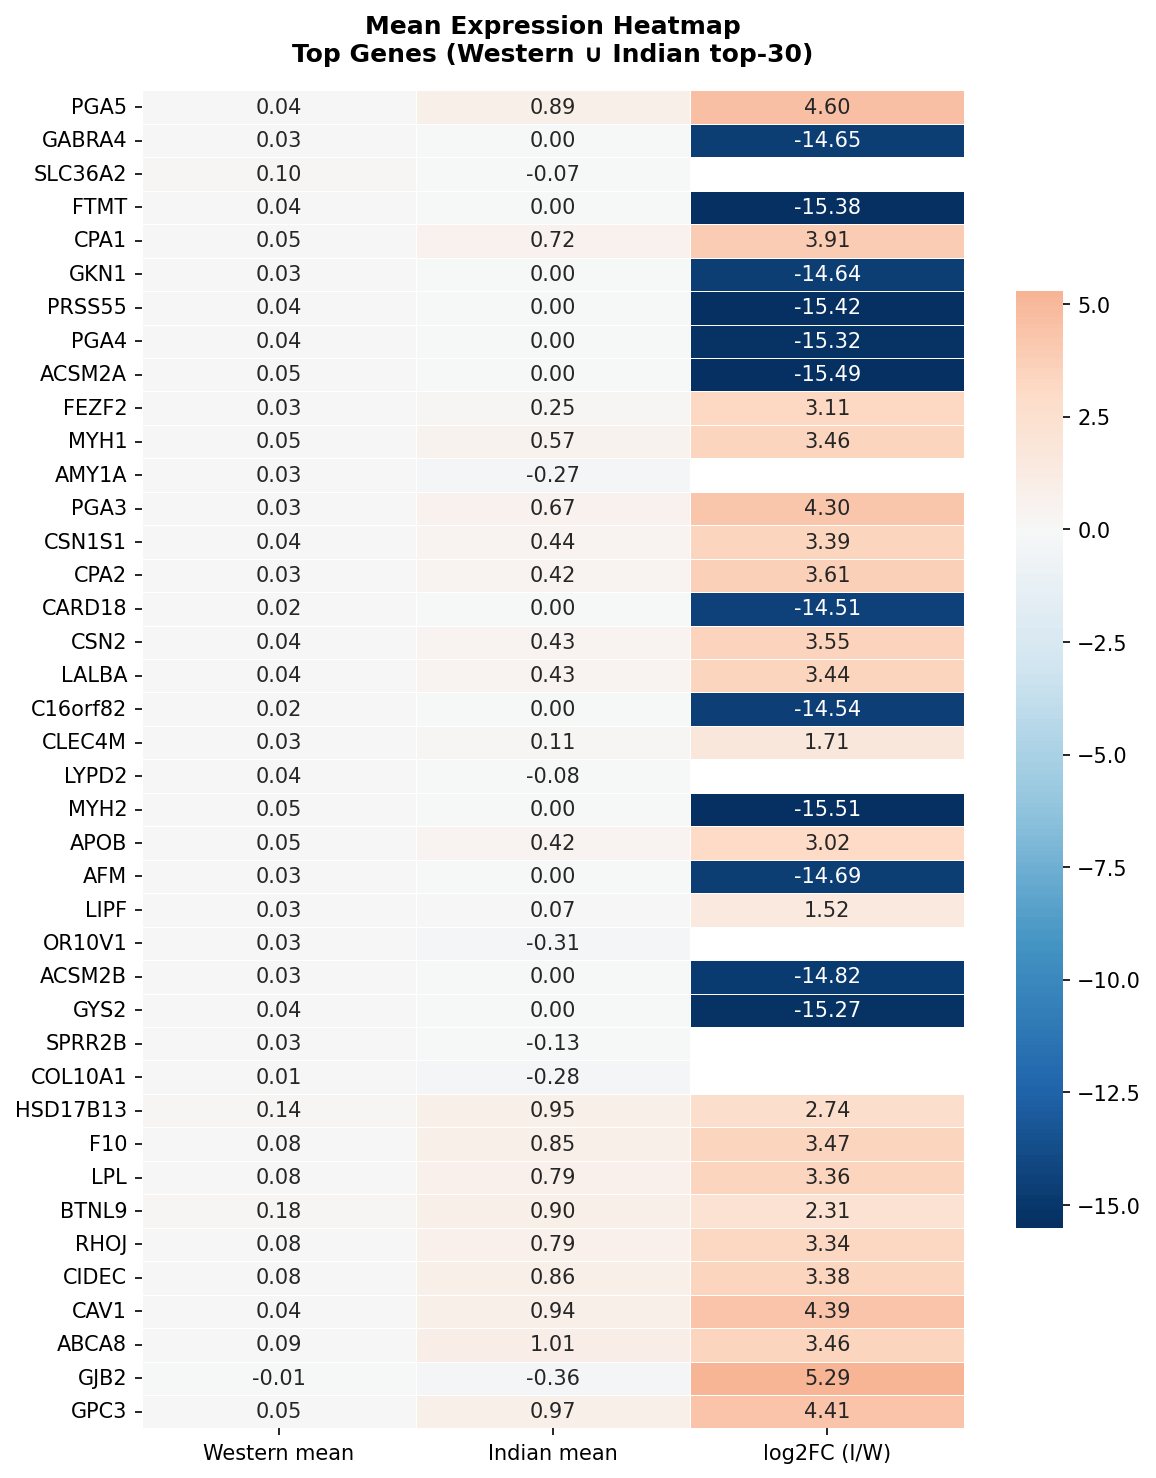 Mean Expression Heatmap
Top Genes (Western ∪ Indian top-30)
PGA5 0.04 0.89 4.60
GABRA4 0.03 0.00 -14.65
SLC36A2 0.10 -0.07
FTMT 0.04 0.00 -15.38
CPA1 0.05 0.72 3.91
GKN1 0.03 0.00 -14.64
PRSS55 0.04 0.00 -15.42
PGA4 0.04 0.00 -15.32
ACSM2A 0.05 0.00 -15.49
FEZF2 0.03 0.25 3.11
MYH1 0.05 0.57 3.46
AMY1A 0.03 -0.27
PGA3 0.03 0.67 4.30
CSN1S1 0.04 0.44 3.39
CPA2 0.03 0.42 3.61
CARD18 0.02 0.00 -14.51
CSN2 0.04 0.43 3.55
LALBA 0.04 0.43 3.44
C16orf82 0.02 0.00 -14.54
CLEC4M 0.03 0.11 1.71
LYPD2 0.04 -0.08
MYH2 0.05 0.00 -15.51
APOB 0.05 0.42 3.02
AFM 0.03 0.00 -14.69
LIPF 0.03 0.07 1.52
OR10V1 0.03 -0.31
ACSM2B 0.03 0.00 -14.82
GYS2 0.04 0.00 -15.27
SPRR2B 0.03 -0.13
COL10A1 0.01 -0.28
HSD17B13 0.14 0.95 2.74
F10 0.08 0.85 3.47
LPL 0.08 0.79 3.36
BTNL9 0.18 0.90 2.31
RHOJ 0.08 0.79 3.34
CIDEC 0.08 0.86 3.38
CAV1 0.04 0.94 4.39
ABCA8 0.09 1.01 3.46
GJB2 -0.01 -0.36 5.29
GPC3 0.05 0.97 4.41
Western mean Indian mean log2FC (I/W)
5.0
2.5
0.0
−2.5
−5.0
−7.5
−10.0
−12.5
−15.0